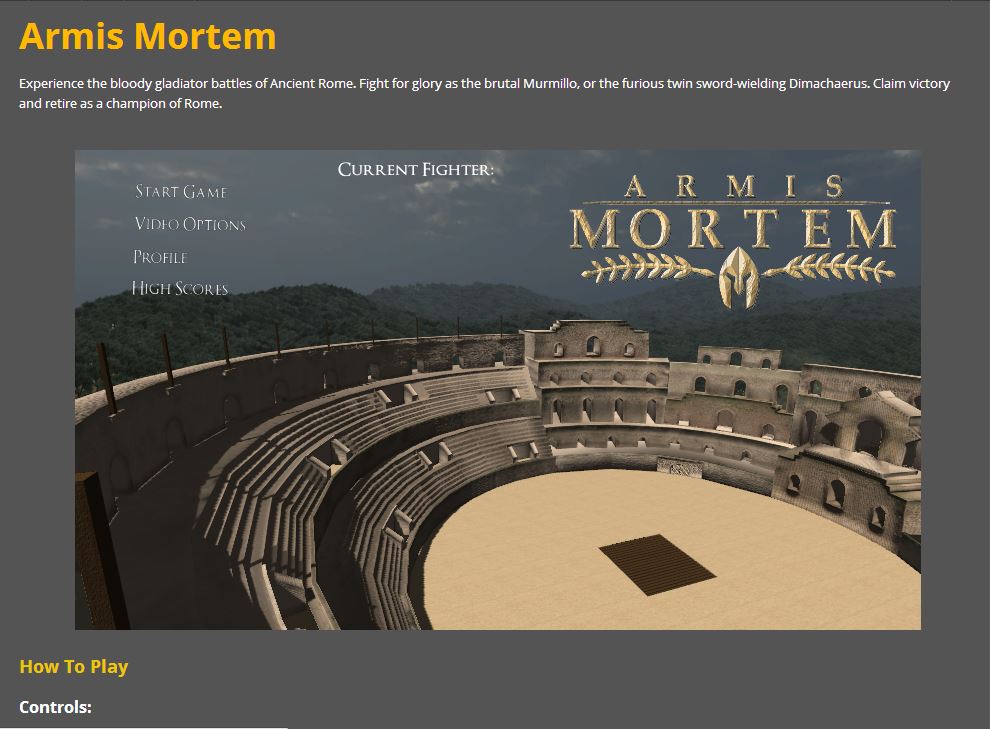 Armis Mortem
Experience the bloody gladiator battles of Ancient Rome. Fight for glory as the brutal Murmillo, or the furious twin sword-wielding Dimachaerus. Claim victory
and retire as a champion of Rome.
Current Fighter:
Start Game
Video Options
Profile
High Scores
ARMIS
MORTEM
How To Play
Controls: